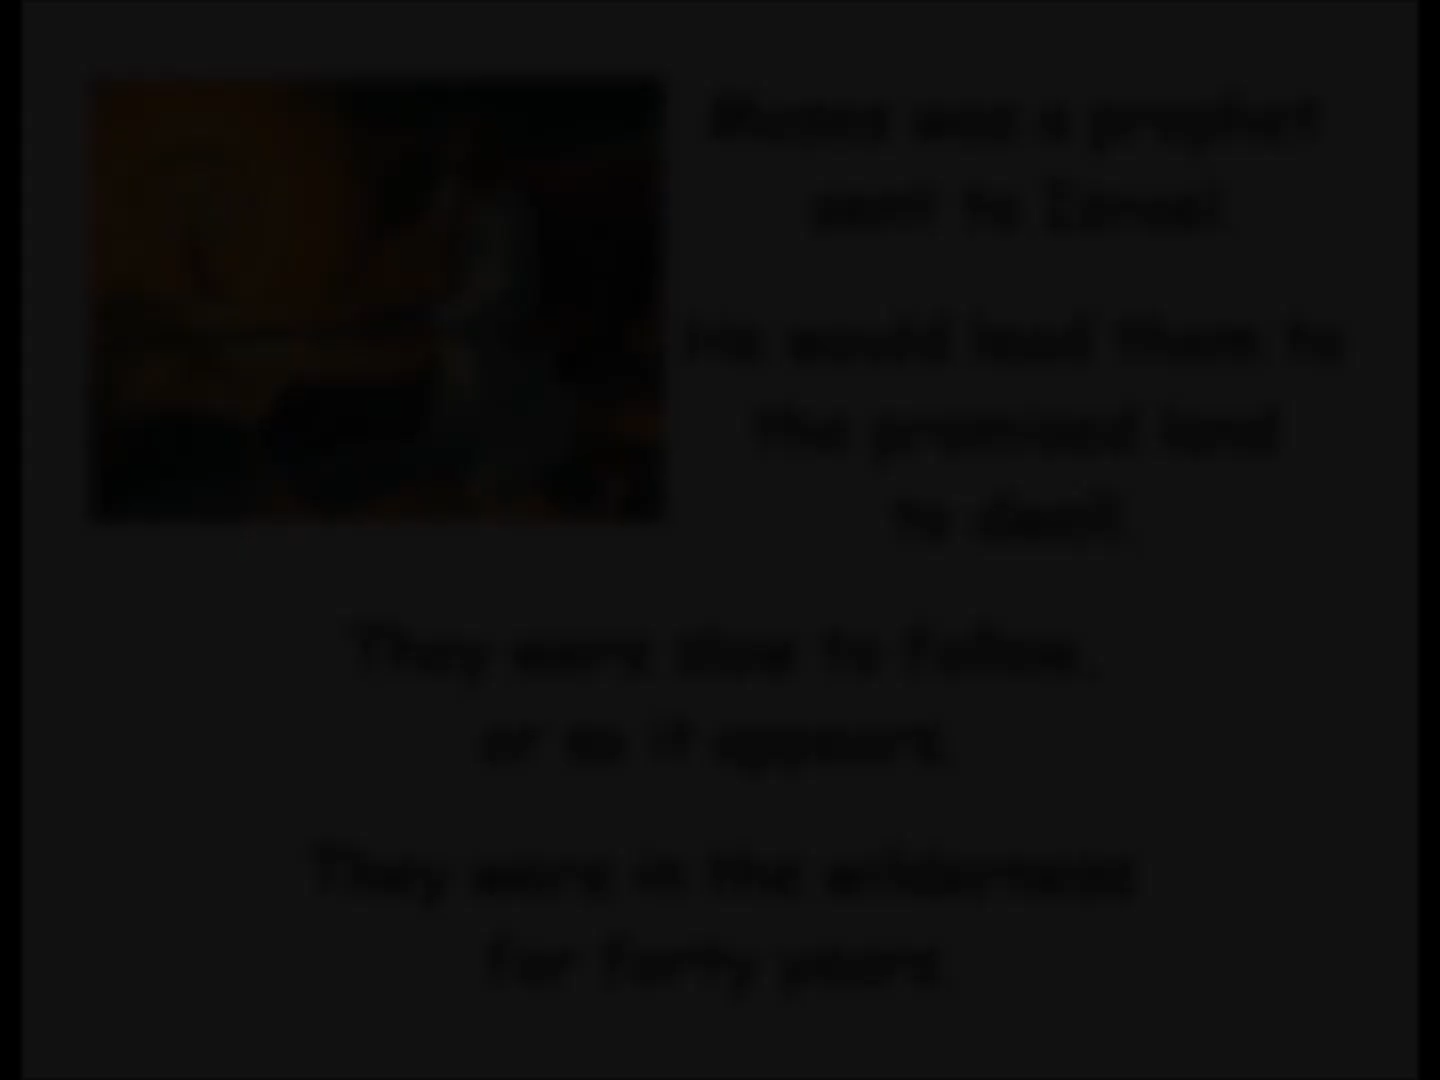 Moses was a prophet
sent to Israel
He would lead them to
the promised land
to dwell
They were slow to follow
or so it appears
They were in the wilderness
for forty years